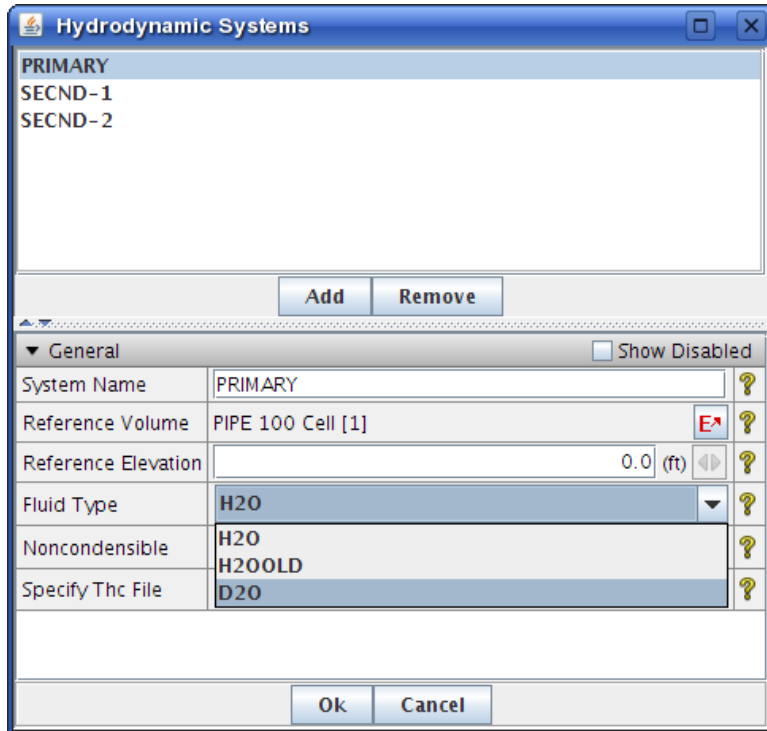 Hydrodynamic Systems
PRIMARY
SECND-1
SECND-2
Add Remove
General Show Disabled
System Name PRIMARY
Reference Volume PIPE 100 Cell [1] E
Reference Elevation 0.0 (ft)
Fluid Type H2O
H2O
Noncondensible
H2OOLD
Specify Thc File D2O
Ok Cancel